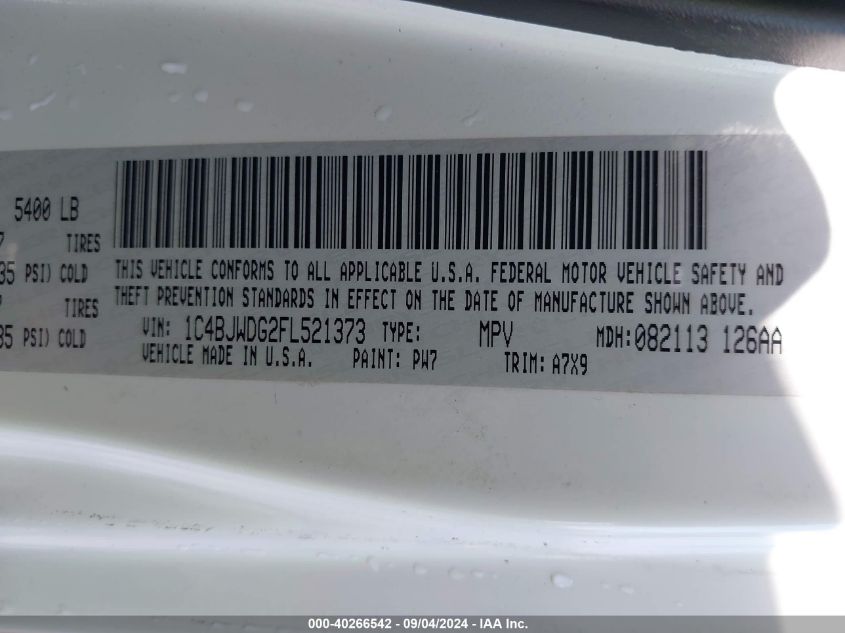 5400 LB
TIRES
35 PSI) COLD
TIRES
35 PSI) COLD
THIS VEHICLE CONFORMS TO ALL APPLICABLE U.S.A. FEDERAL MOTOR VEHICLE SAFETY AND
THEFT PREVENTION STANDARDS IN EFFECT ON THE DATE OF MANUFACTURE SHOWN ABOVE.
VIN: 1C4BJWDG2FL521373 TYPE: MPV MDH:082113 126AA
VEHICLE MADE IN U.S.A. PAINT: PW7 TRIM: A7X9
000-40266542 - 09/04/2024 - IAA Inc.